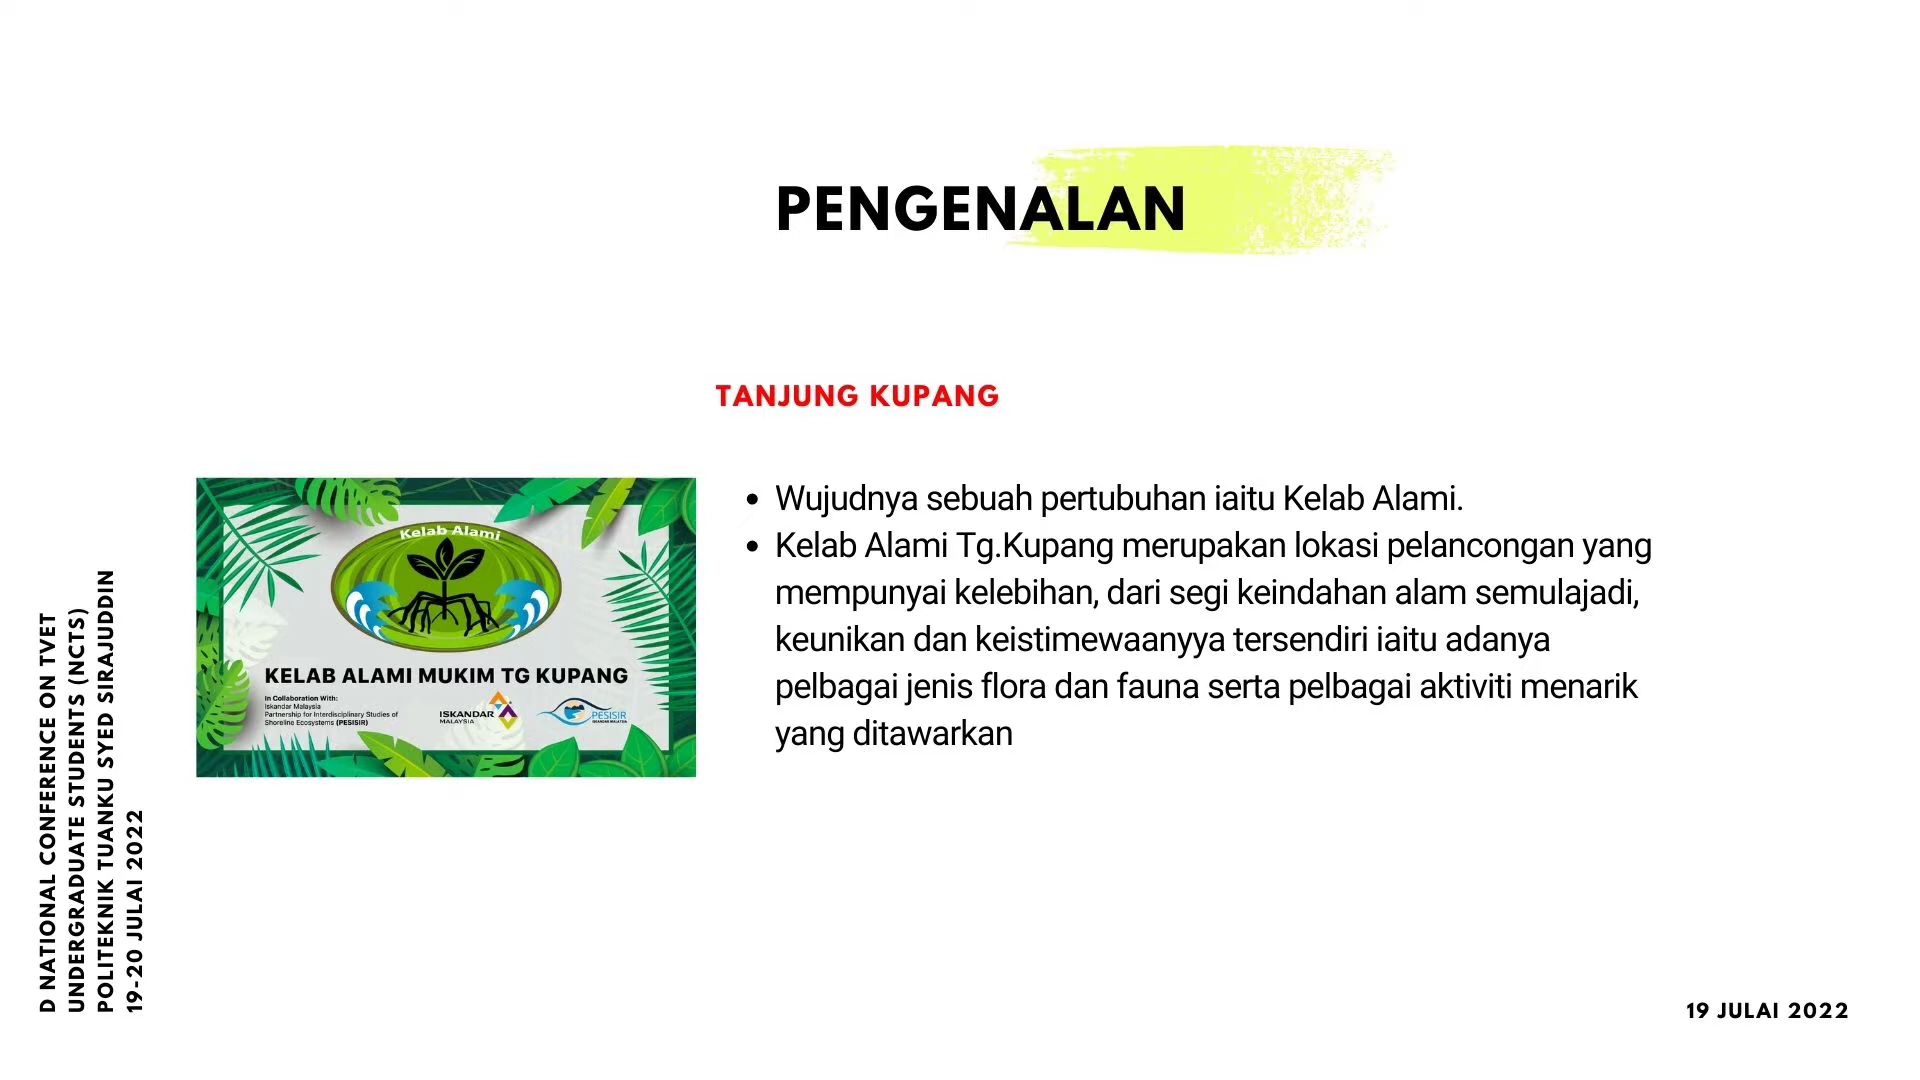 PENGENALAN
TANJUNG KUPANG
• Wujudnya sebuah pertubuhan iaitu Kelab Alami.
• Kelab Alami Tg.Kupang merupakan lokasi pelancongan yang
mempunyai kelebihan, dari segi keindahan alam semulajadi,
keunikan dan keistimewaanyya tersendiri iaitu adanya
pelbagai jenis flora dan fauna serta pelbagai aktiviti menarik
yang ditawarkan
Kelab Alami
KELAB ALAMI MUKIM TG KUPANG
In Collaboration With:
Iskandar Malaysia
Partnership for Interdisciplinary Studies of
Shoreline Ecosystems (PESISIR)
ISKANDAR
MALAYSIA
PESISIR
ISKANDAR MALAYSIA
D NATIONAL CONFERENCE ON TVET
UNDERGRADUATE STUDENTS (NCTS)
POLITEKNIK TUANKU SYED SIRAJUDDIN
19-20 JULAI 2022
19 JULAI 2022